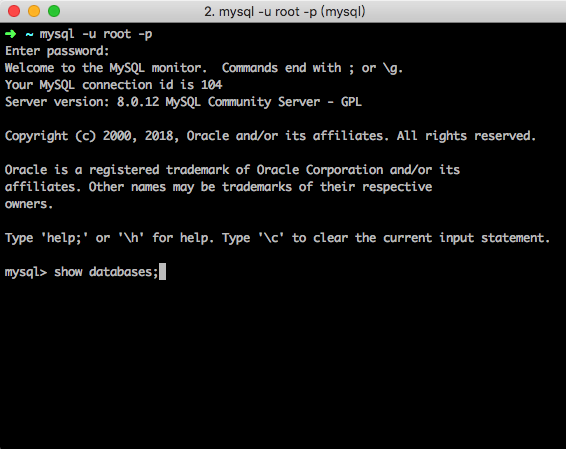 2. mysql -u root -p (mysql)
➜ ~ mysql -u root -p
Enter password:
Welcome to the MySQL monitor.  Commands end with ; or \g.
Your MySQL connection id is 104
Server version: 8.0.12 MySQL Community Server - GPL
Copyright (c) 2000, 2018, Oracle and/or its affiliates. All rights reserved.
Oracle is a registered trademark of Oracle Corporation and/or its
affiliates. Other names may be trademarks of their respective
owners.
Type 'help;' or '\h' for help. Type '\c' to clear the current input statement.
mysql> show databases;